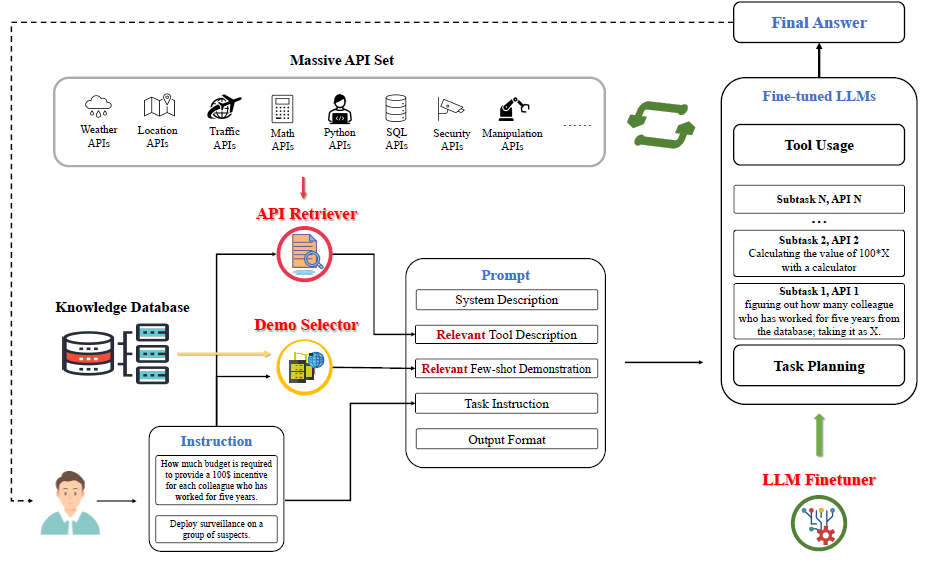 Final Answer
Massive API Set
Weather
APIs
Location
APIs
Traffic
APIs
Math
APIs
Python
APIs
SQL
APIs
Security
APIs
Manipulation
APIs
......
Fine-tuned LLMs
Tool Usage
Subtask N, API N
...
Subtask 2, API 2
Calculating the value of 100*X
with a calculator
Subtask 1, API 1
figuring out how many colleague
who has worked for five years from
the database; taking it as X.
Task Planning
API Retriever
Prompt
System Description
Relevant Tool Description
Relevant Few-shot Demonstration
Task Instruction
Output Format
Knowledge Database
Demo Selector
Instruction
How much budget is required
to provide a 100$ incentive
for each colleague who has
worked for five years.
Deploy surveillance on a
group of suspects.
LLM Finetuner